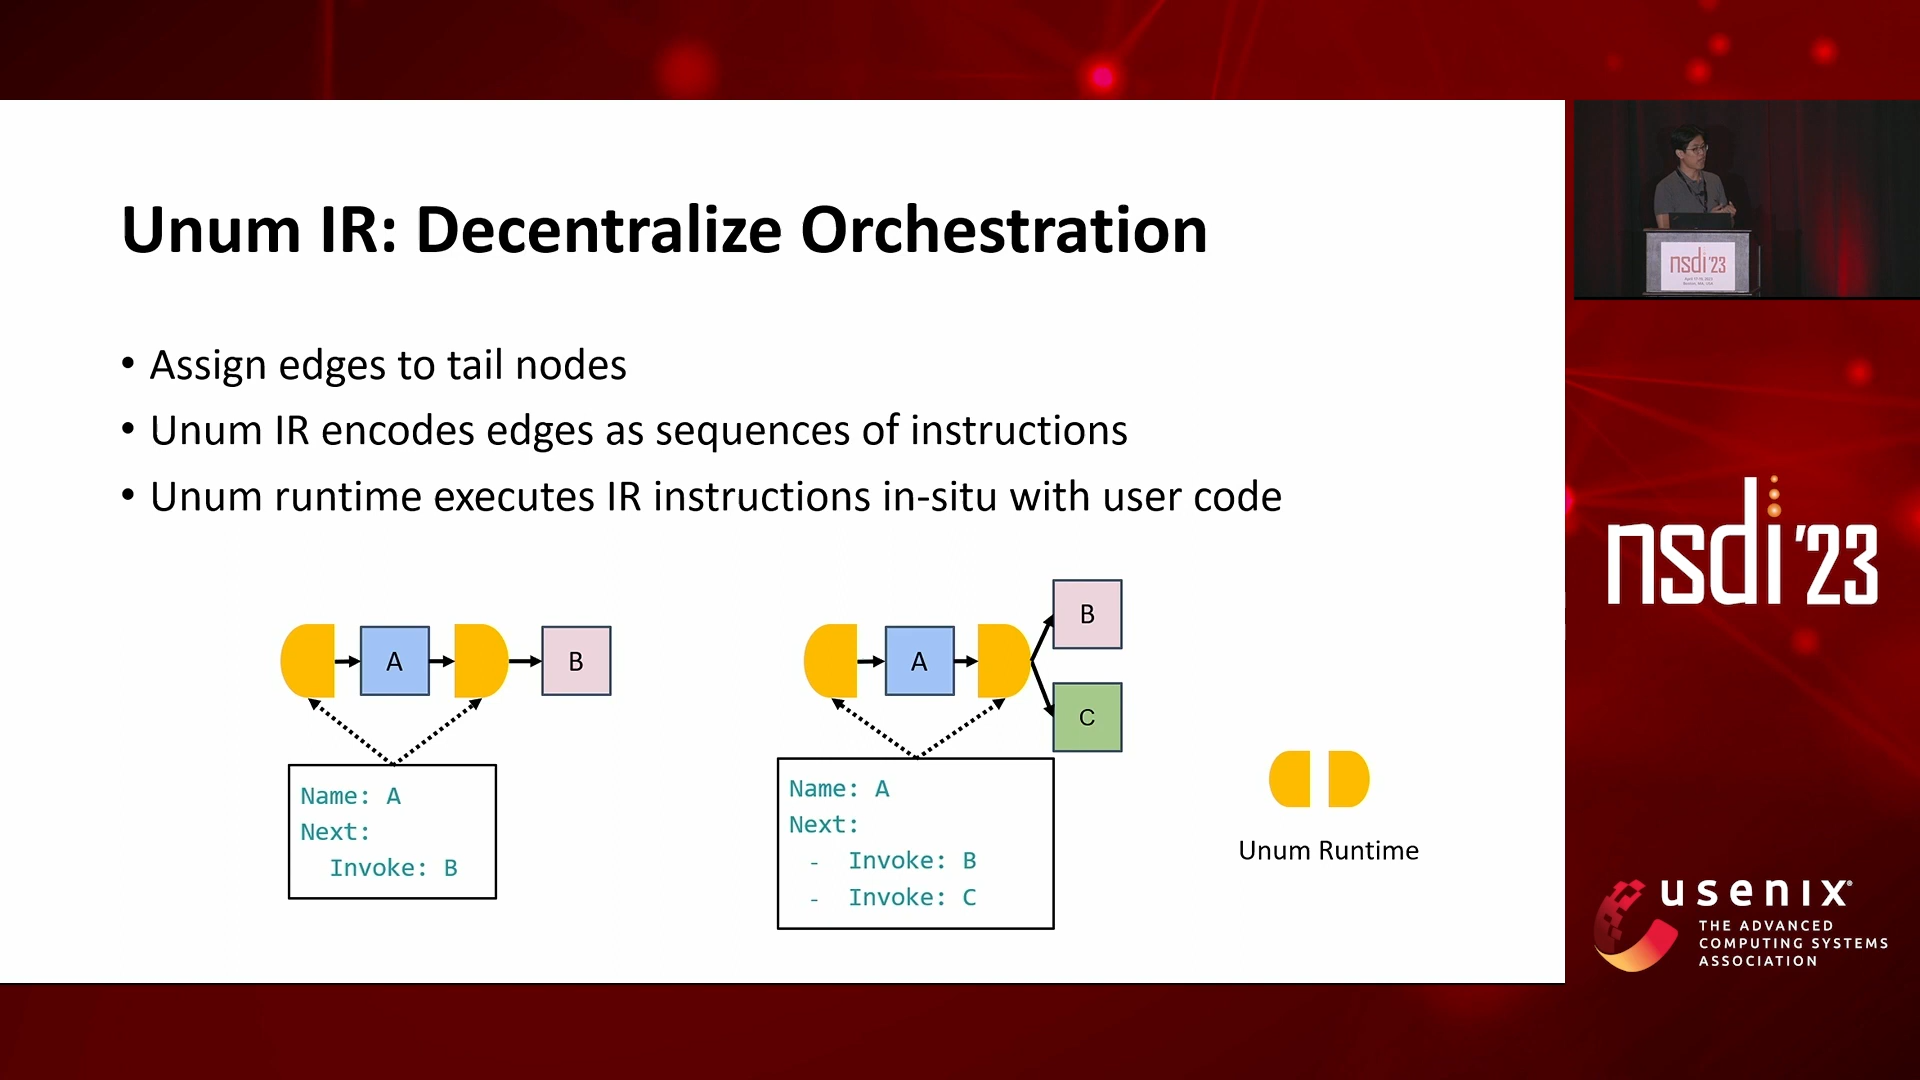 Unum IR: Decentralize Orchestration
• Assign edges to tail nodes
• Unum IR encodes edges as sequences of instructions
• Unum runtime executes IR instructions in-situ with user code
A
B
Name: A
Next:
Invoke: B
A
B
C
Name: A
Next:
- Invoke: B
- Invoke: C
Unum Runtime
nsdi'23
nsdi'23
usenix®
THE ADVANCED
COMPUTING SYSTEMS
ASSOCIATION